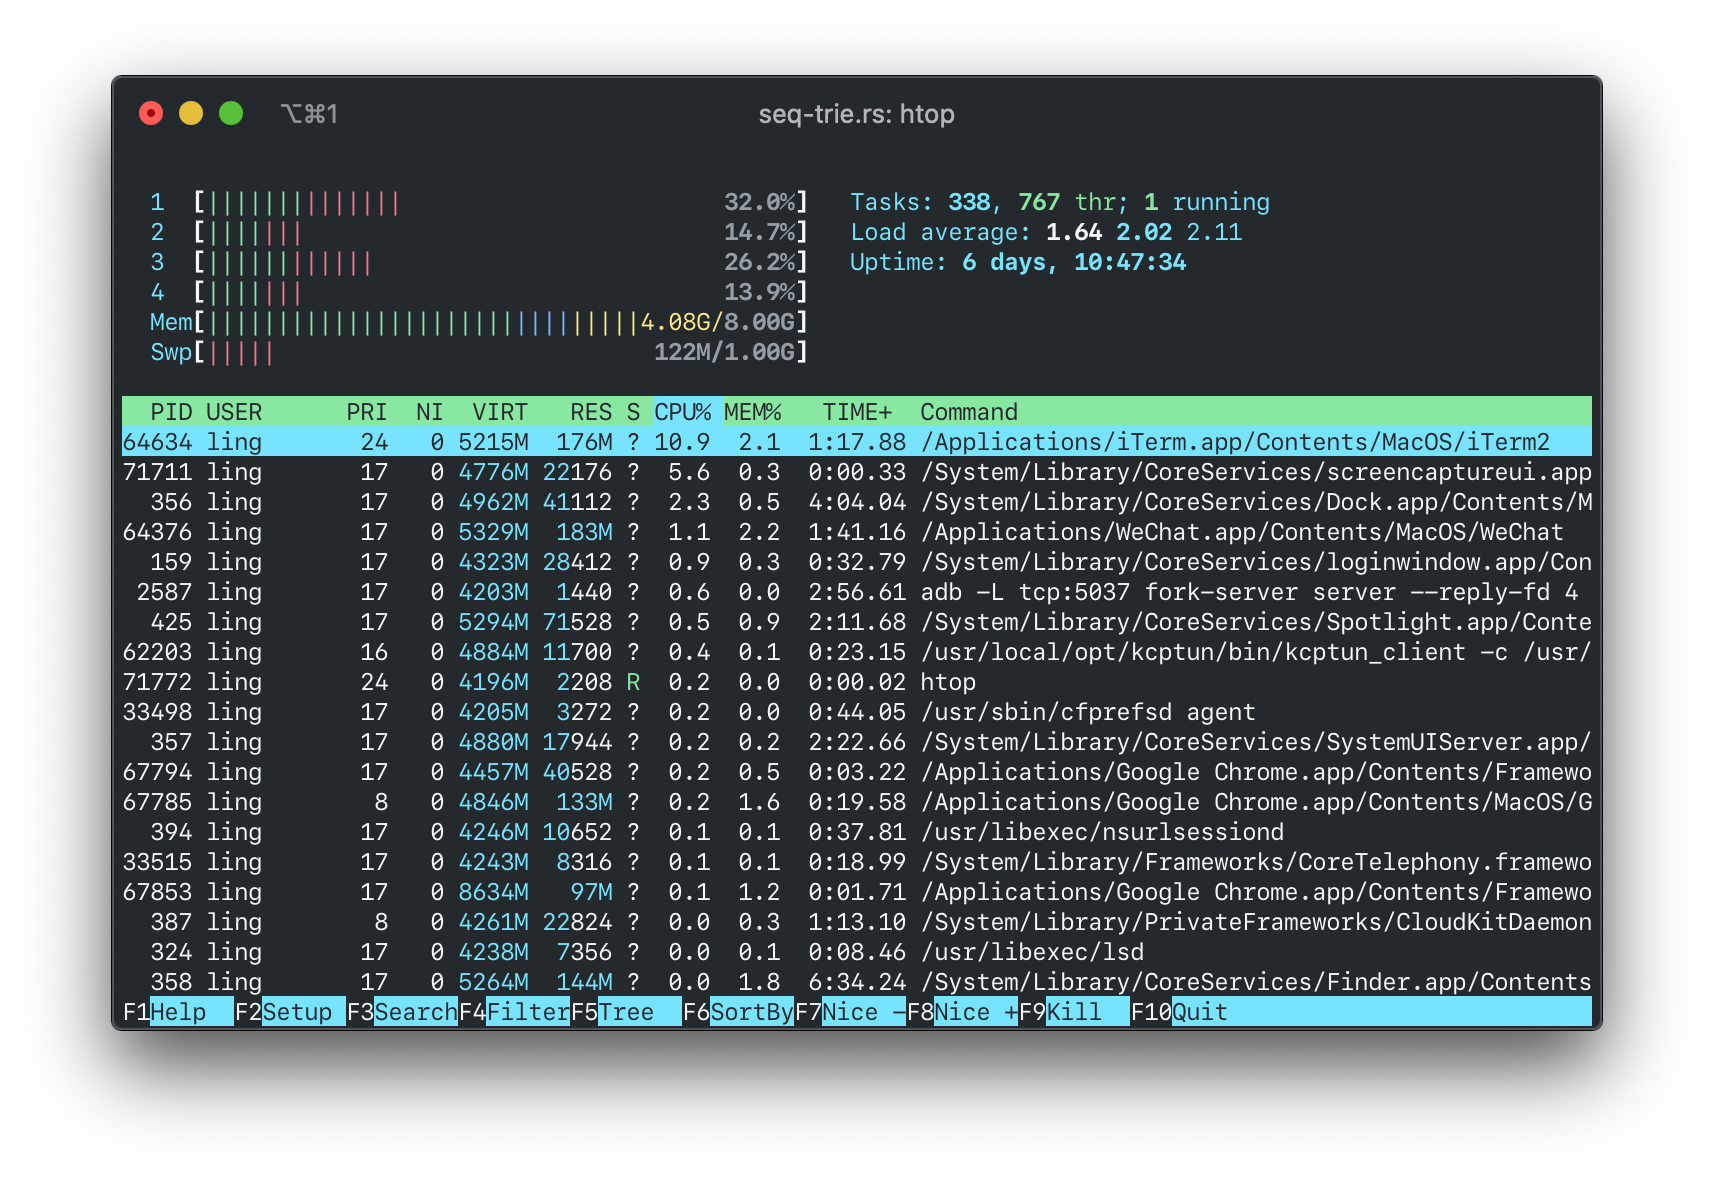 ⌥⌘1 seq-trie.rs: htop
1 [||||||||||||||32.0%] Tasks: 338, 767 thr; 1 running
2 [|||||||14.7%] Load average: 1.64 2.02 2.11
3 [||||||||||||26.2%] Uptime: 6 days, 10:47:34
4 [|||||||13.9%]
Mem[|||||||||||||||||||||||||||||||4.08G/8.00G]
Swp[|||||122M/1.00G]
PID USER PRI NI VIRT RES S CPU% MEM% TIME+ Command
64634 ling 24 0 5215M 176M ? 10.9 2.1 1:17.88 /Applications/iTerm.app/Contents/MacOS/iTerm2
71711 ling 17 0 4776M 22176 ? 5.6 0.3 0:00.33 /System/Library/CoreServices/screencaptureui.app
356 ling 17 0 4962M 41112 ? 2.3 0.5 4:04.04 /System/Library/CoreServices/Dock.app/Contents/M
64376 ling 17 0 5329M 183M ? 1.1 2.2 1:41.16 /Applications/WeChat.app/Contents/MacOS/WeChat
159 ling 17 0 4323M 28412 ? 0.9 0.3 0:32.79 /System/Library/CoreServices/loginwindow.app/Con
2587 ling 17 0 4203M 1440 ? 0.6 0.0 2:56.61 adb -L tcp:5037 fork-server server --reply-fd 4
425 ling 17 0 5294M 71528 ? 0.5 0.9 2:11.68 /System/Library/CoreServices/Spotlight.app/Conte
62203 ling 16 0 4884M 11700 ? 0.4 0.1 0:23.15 /usr/local/opt/kcptun/bin/kcptun_client -c /usr/
71772 ling 24 0 4196M 2208 R 0.2 0.0 0:00.02 htop
33498 ling 17 0 4205M 3272 ? 0.2 0.0 0:44.05 /usr/sbin/cfprefsd agent
357 ling 17 0 4880M 17944 ? 0.2 0.2 2:22.66 /System/Library/CoreServices/SystemUIServer.app/
67794 ling 17 0 4457M 40528 ? 0.2 0.5 0:03.22 /Applications/Google Chrome.app/Contents/Framewo
67785 ling 8 0 4846M 133M ? 0.2 1.6 0:19.58 /Applications/Google Chrome.app/Contents/MacOS/G
394 ling 17 0 4246M 10652 ? 0.1 0.1 0:37.81 /usr/libexec/nsurlsessiond
33515 ling 17 0 4243M 8316 ? 0.1 0.1 0:18.99 /System/Library/Frameworks/CoreTelephony.framewo
67853 ling 17 0 8634M 97M ? 0.1 1.2 0:01.71 /Applications/Google Chrome.app/Contents/Framewo
387 ling 8 0 4261M 22824 ? 0.0 0.3 1:13.10 /System/Library/PrivateFrameworks/CloudKitDaemon
324 ling 17 0 4238M 7356 ? 0.0 0.1 0:08.46 /usr/libexec/lsd
358 ling 17 0 5264M 144M ? 0.0 1.8 6:34.24 /System/Library/CoreServices/Finder.app/Contents
F1Help F2Setup F3SearchF4FilterF5Tree F6SortByF7Nice -F8Nice +F9Kill F10Quit